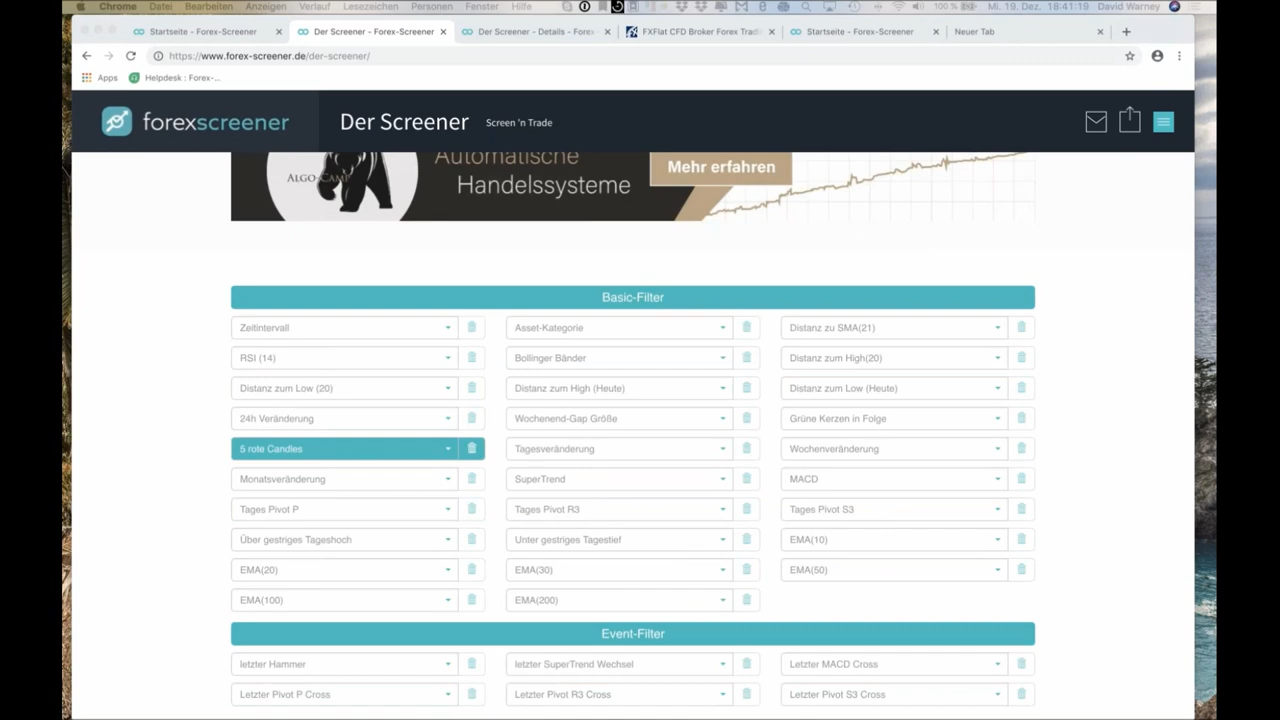 Chrome Datei Bearbeiten Anzeigen Verlauf Lesezeichen Personen Fenster Hilfe 100 % Mi. 19. Dez. 18:41:19 David Warney
Startseite - Forex-Screener Der Screener - Forex-Screener Der Screener - Details - Forex FXFlat CFD Broker Forex Tradi Startseite - Forex-Screener Neuer Tab
https://www.forex-screener.de/der-screener/
Apps Helpdesk : Forex-...
forexscreener Der Screener Screen 'n Trade
Automatische
Mehr erfahren
ALGO-CAMP
Handelssysteme
Basic-Filter
Zeitintervall Asset-Kategorie Distanz zu SMA(21)
RSI (14) Bollinger Bänder Distanz zum High(20)
Distanz zum Low (20) Distanz zum High (Heute) Distanz zum Low (Heute)
24h Veränderung Wochenend-Gap Größe Grüne Kerzen in Folge
5 rote Candles Tagesveränderung Wochenveränderung
Monatsveränderung SuperTrend MACD
Tages Pivot P Tages Pivot R3 Tages Pivot S3
Über gestriges Tageshoch Unter gestriges Tagestief EMA(10)
EMA(20) EMA(30) EMA(50)
EMA(100) EMA(200)
Event-Filter
letzter Hammer letzter SuperTrend Wechsel Letzter MACD Cross
Letzter Pivot P Cross Letzter Pivot R3 Cross Letzter Pivot S3 Cross